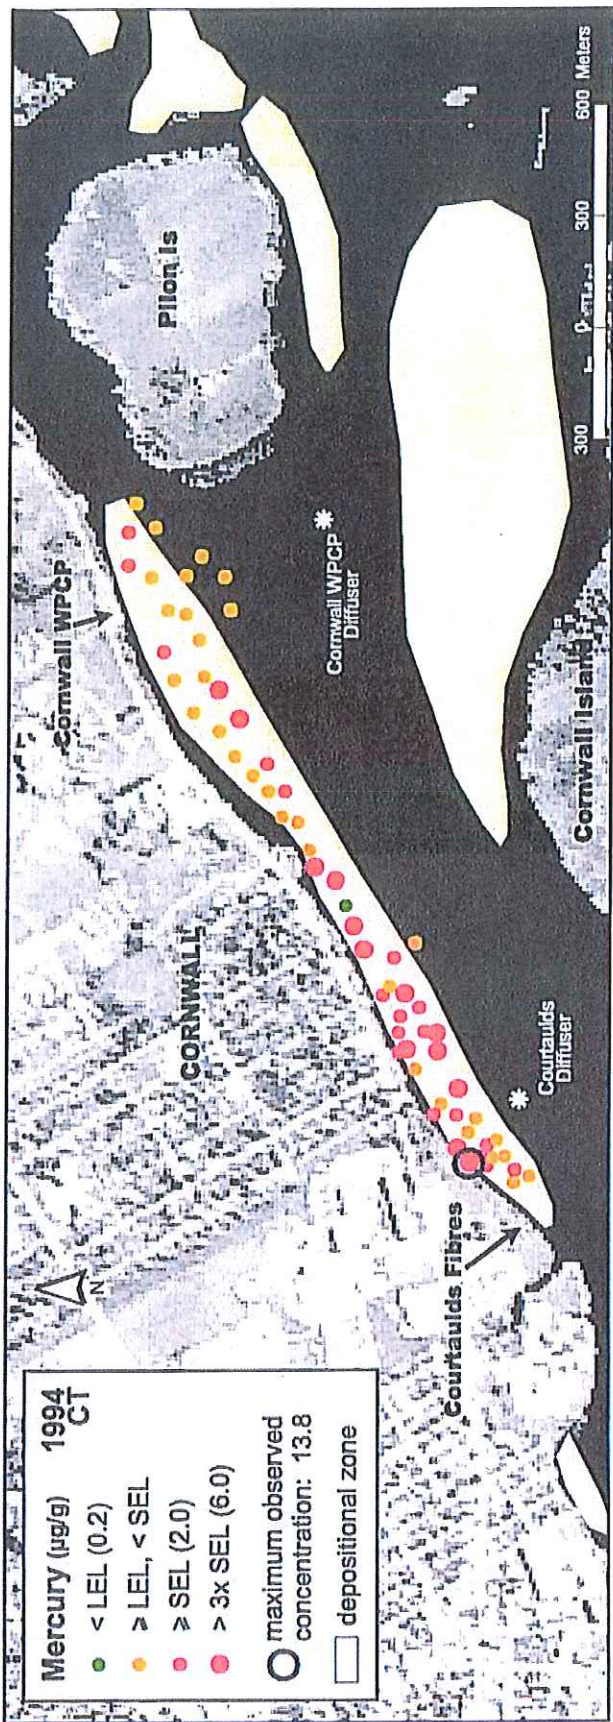 Mercury (µg/g) 1994
CT
< LEL (0.2)
⩾ LEL, < SEL
⩾ SEL (2.0)
> 3x SEL (6.0)
maximum observed
concentration: 13.8
depositional zone
N
CORNWALL
Courtaulds Fibres
Courtaulds
Diffuser
Cornwall WPCP
Cornwall WPCP
Diffuser
Pilon Is
Cornwall Island
300 0 300 600 Meters